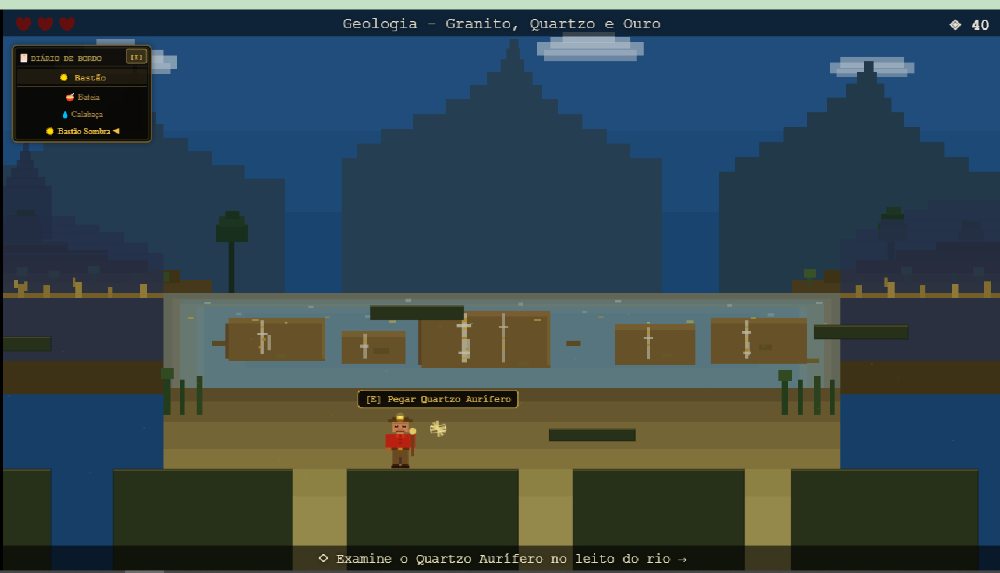 Geologia – Granito, Quartzo e Ouro
40
DIÁRIO DE BORDO [I]
Bastão
Bateia
Calabaça
Bastão Sombra ◄
[E] Pegar Quartzo Aurífero
◇ Examine o Quartzo Aurífero no leito do rio →